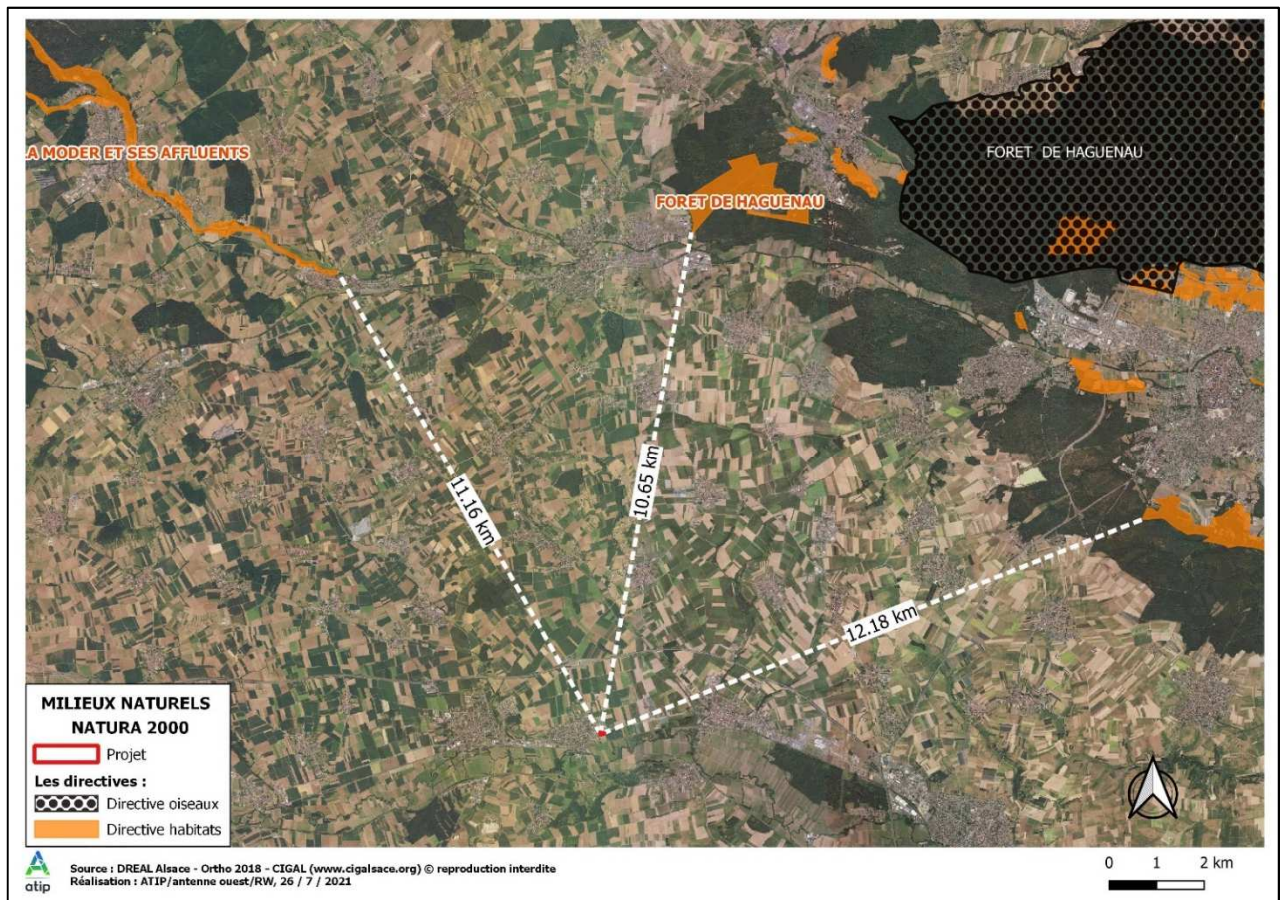 A MODER ET SES AFFLUENTS
FORET DE HAGUENAU
FORET DE HAGUENAU
11.16 km
10.65 km
12.18 km
MILIEUX NATURELS
NATURA 2000
Projet
Les directives :
Directive oiseaux
Directive habitats
atip
Source : DREAL Alsace - Ortho 2018 - CIGAL (www.cigalsace.org) © reproduction interdite
Réalisation : ATIP/antenne ouest/RW, 26 / 7 / 2021
0 1 2 km